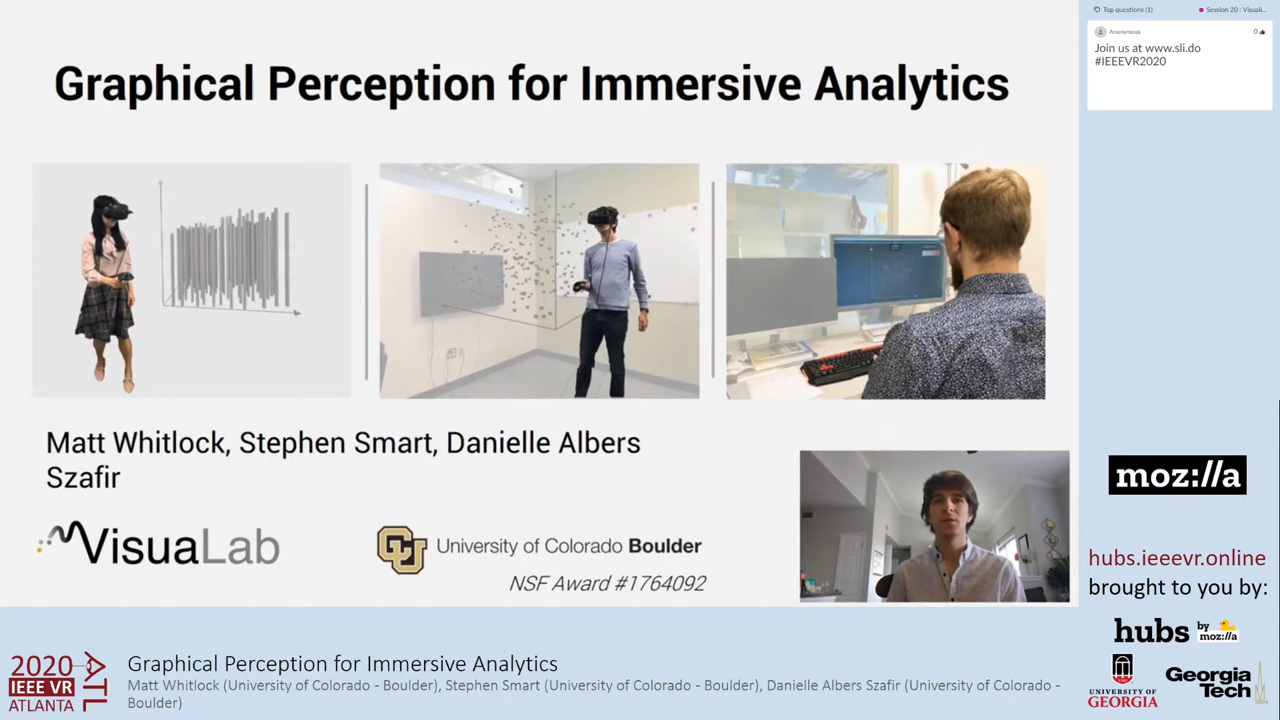 Graphical Perception for Immersive Analytics
Matt Whitlock, Stephen Smart, Danielle Albers
Szafir
VisuaLab
CU
University of Colorado Boulder
NSF Award #1764092
Top questions (1)
Session 20 : Visuali...
Anonymous
0
Join us at www.sli.do
#IEEEVR2020
moz://a
hubs.ieeevr.online
brought to you by:
hubs
by
moz://a
UNIVERSITY OF
GEORGIA
Georgia
Tech
2020
IEEE VR
ATLANTA
ATL
Graphical Perception for Immersive Analytics
Matt Whitlock (University of Colorado - Boulder), Stephen Smart (University of Colorado - Boulder), Danielle Albers Szafir (University of Colorado -
Boulder)